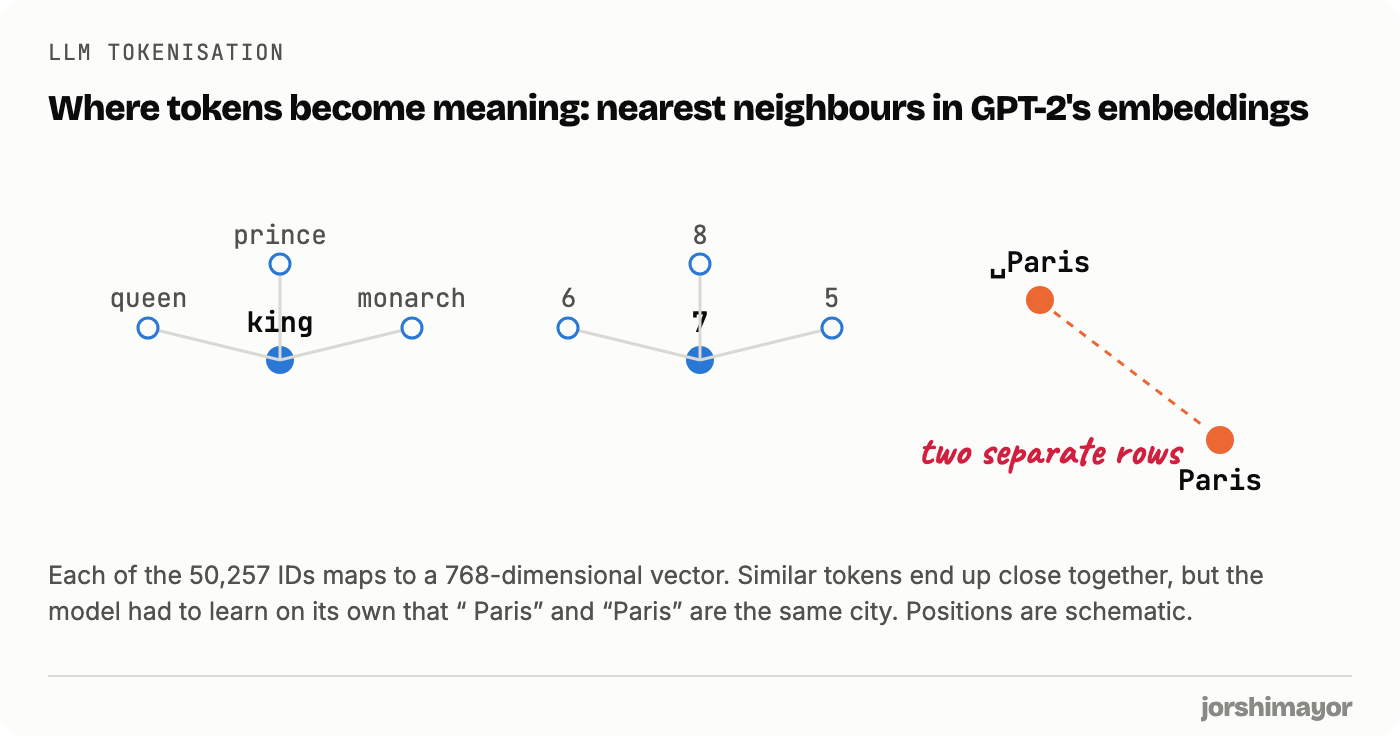 LLM TOKENISATION
Where tokens become meaning: nearest neighbours in GPT-2's embeddings
prince
queen
monarch
king
8
6
5
7
␣Paris
two separate rows
Paris
Each of the 50,257 IDs maps to a 768-dimensional vector. Similar tokens end up close together, but the
model had to learn on its own that “ Paris” and “Paris” are the same city. Positions are schematic.
jorshimayor